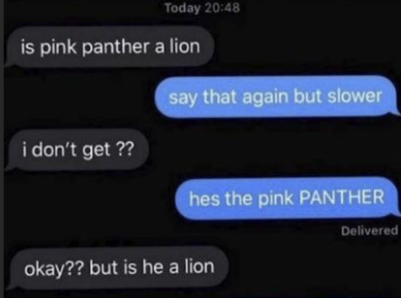 Today 20:48
is pink panther a lion
say that again but slower
i don't get ??
hes the pink PANTHER
Delivered
okay?? but is he a lion